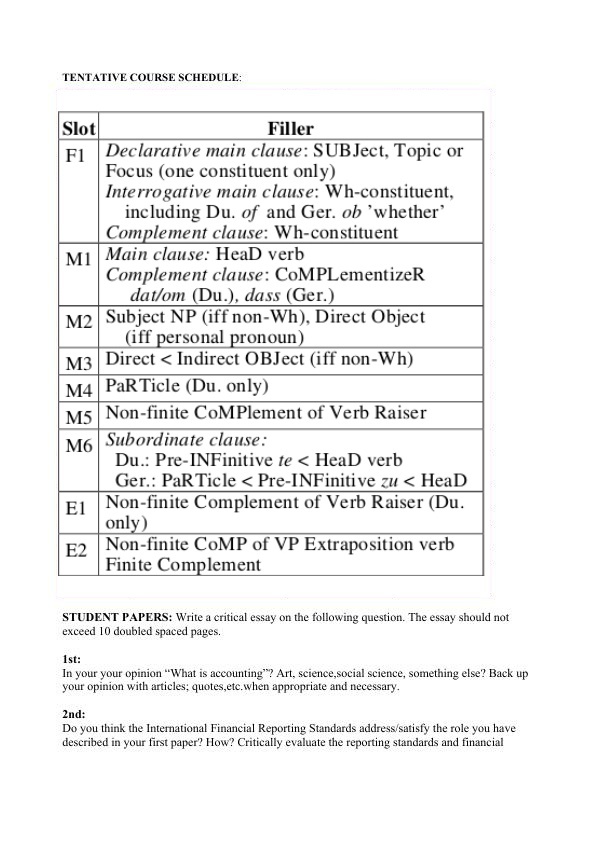 TENTATIVE COURSE SCHEDULE:
Slot Filler
F1 Declarative main clause: SUBJect, Topic or
Focus (one constituent only)
Interrogative main clause: Wh-constituent,
including Du. of and Ger. ob ’whether’
Complement clause: Wh-constituent
M1 Main clause: HeaD verb
Complement clause: CoMPLementizeR
dat/om (Du.), dass (Ger.)
M2 Subject NP (iff non-Wh), Direct Object
(iff personal pronoun)
M3 Direct < Indirect OBJect (iff non-Wh)
M4 PaRTicle (Du. only)
M5 Non-finite CoMPlement of Verb Raiser
M6 Subordinate clause:
Du.: Pre-INFinitive te < HeaD verb
Ger.: PaRTicle < Pre-INFinitive zu < HeaD
E1 Non-finite Complement of Verb Raiser (Du.
only)
E2 Non-finite CoMP of VP Extraposition verb
Finite Complement
STUDENT PAPERS: Write a critical essay on the following question. The essay should not
exceed 10 doubled spaced pages.
1st:
In your your opinion “What is accounting”? Art, science,social science, something else? Back up
your opinion with articles; quotes,etc.when appropriate and necessary.
2nd:
Do you think the International Financial Reporting Standards address/satisfy the role you have
described in your first paper? How? Critically evaluate the reporting standards and financial